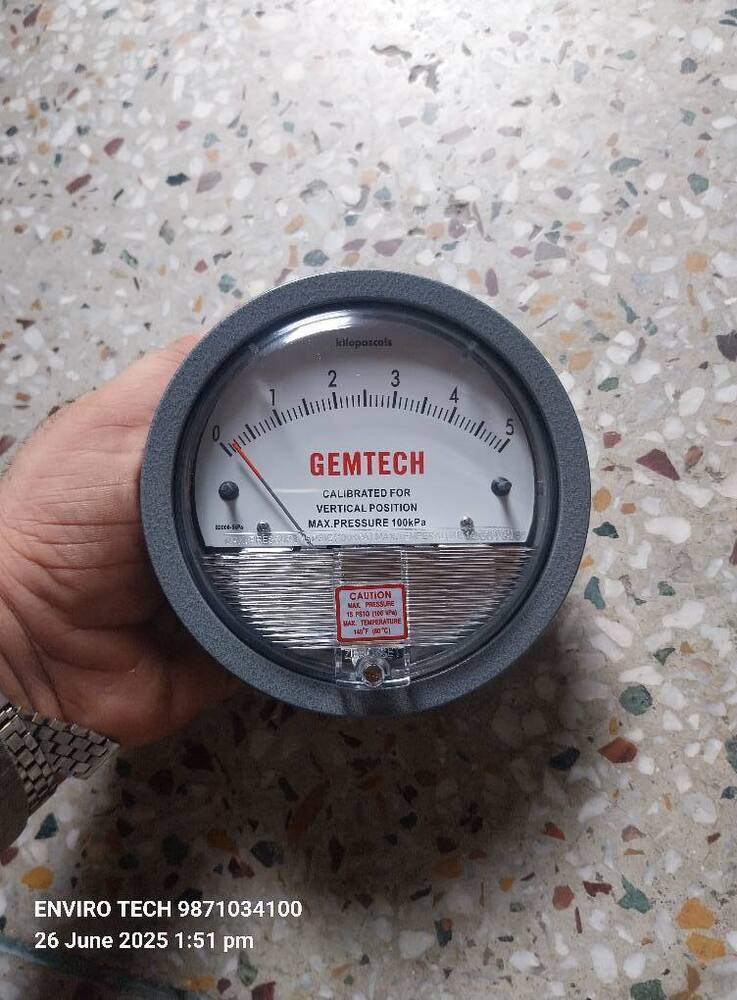 kilopascals
0 1 2 3 4 5
GEMTECH
CALIBRATED FOR
VERTICAL POSITION
MAX.PRESSURE 100kPa
CAUTION
MAX. PRESSURE
15 PSIG (100 kPa)
MAX. TEMPERATURE
140°F (60°C)
ENVIRO TECH 9871034100
26 June 2025 1:51 pm